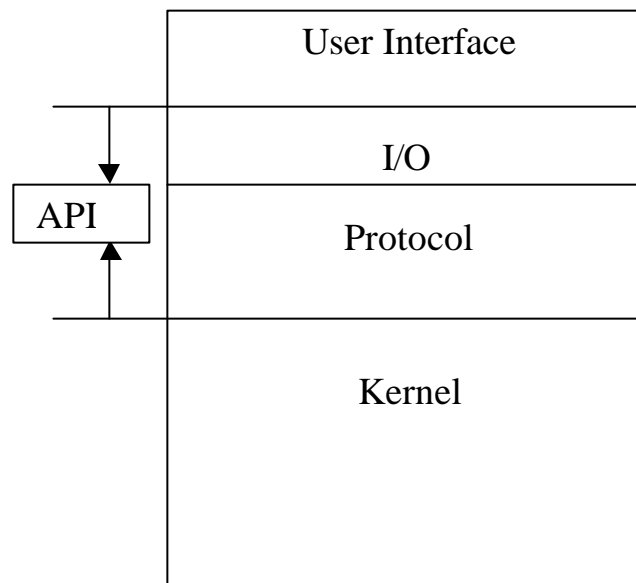 User Interface
I/O
API
Protocol
Kernel